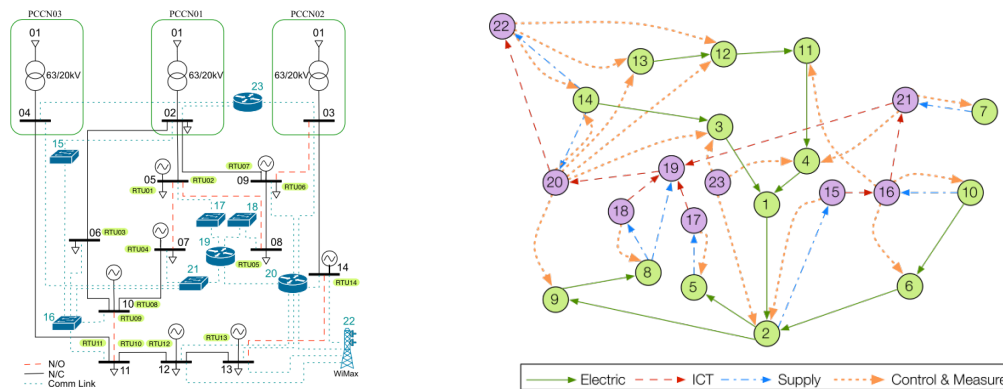 PCCN03 PCCN01 PCCN02
01 01 01
63/20kV 63/20kV 63/20kV
23
04 02 03
15
RTU07
05 RTU02 09
RTU01 RTU06
17 18
06 RTU03
07 19 08
RTU04 RTU05
20 14
21 RTU14
10 RTU08
16 RTU09
22
RTU11 RTU10 RTU12 RTU13
WiMax
11 12 13
N/O
N/C
Comm Link
22
13 12 11
14 21
3 7
4
19
20 23 15 16 10
18 17 1
8
9 5 6
2
Electric ICT Supply Control & Measure